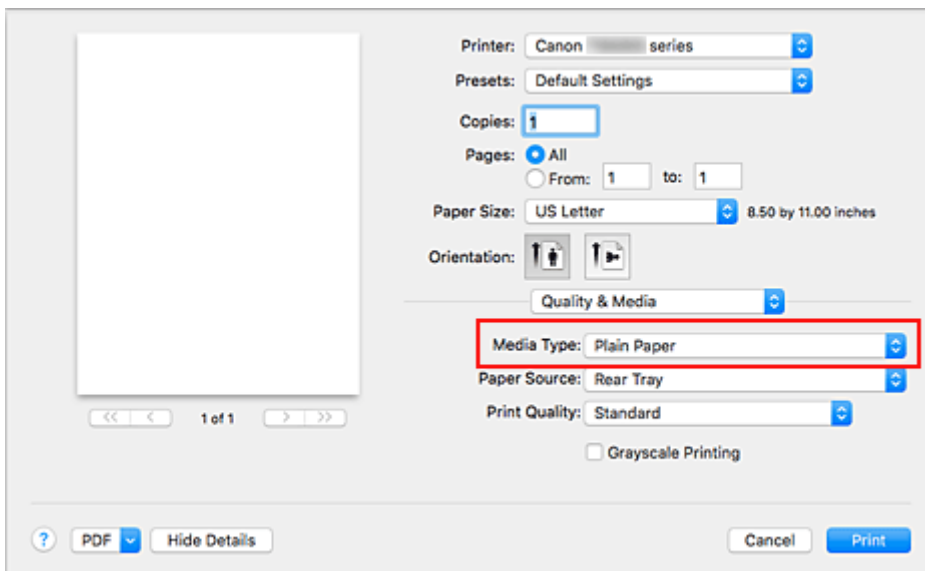 Printer: Canon series
Presets: Default Settings
Copies: 1
Pages: All
From: 1 to: 1
Paper Size: US Letter 8.50 by 11.00 inches
Orientation:
Quality & Media
Media Type: Plain Paper
Paper Source: Rear Tray
Print Quality: Standard
Grayscale Printing
<< < 1 of 1 > >>
? PDF Hide Details Cancel Print